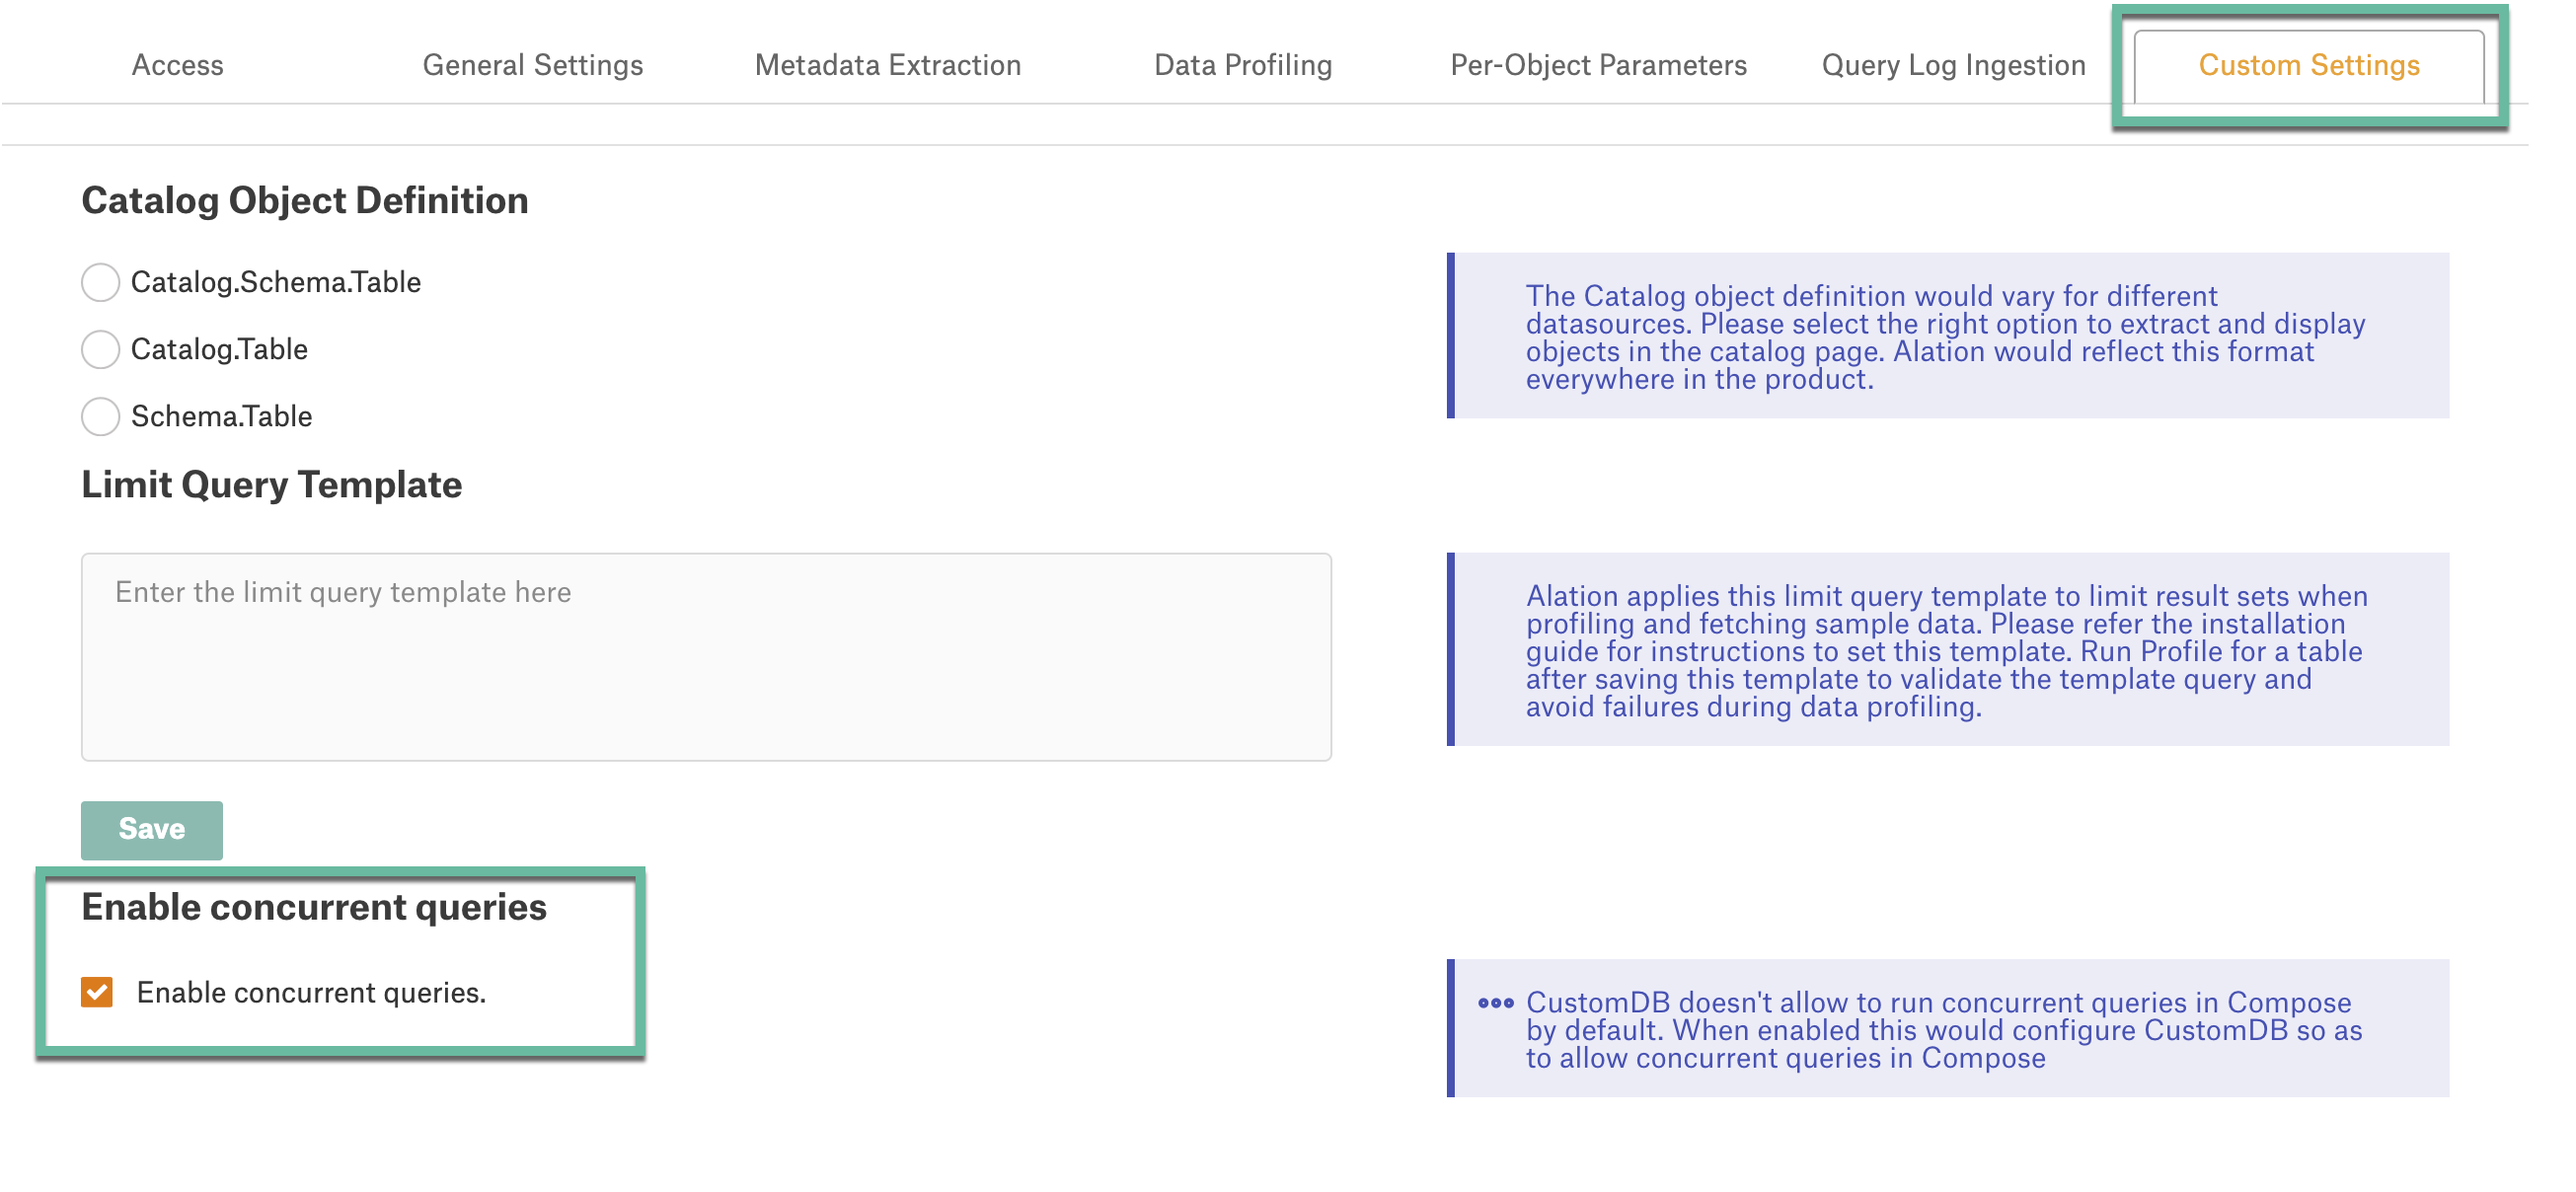 Access General Settings Metadata Extraction Data Profiling Per-Object Parameters Query Log Ingestion Custom Settings
Catalog Object Definition
Catalog.Schema.Table
Catalog.Table
Schema.Table
The Catalog object definition would vary for different
datasources. Please select the right option to extract and display
objects in the catalog page. Alation would reflect this format
everywhere in the product.
Limit Query Template
Enter the limit query template here
Alation applies this limit query template to limit result sets when
profiling and fetching sample data. Please refer the installation
guide for instructions to set this template. Run Profile for a table
after saving this template to validate the template query and
avoid failures during data profiling.
Save
Enable concurrent queries
Enable concurrent queries.
CustomDB doesn't allow to run concurrent queries in Compose
by default. When enabled this would configure CustomDB so as
to allow concurrent queries in Compose